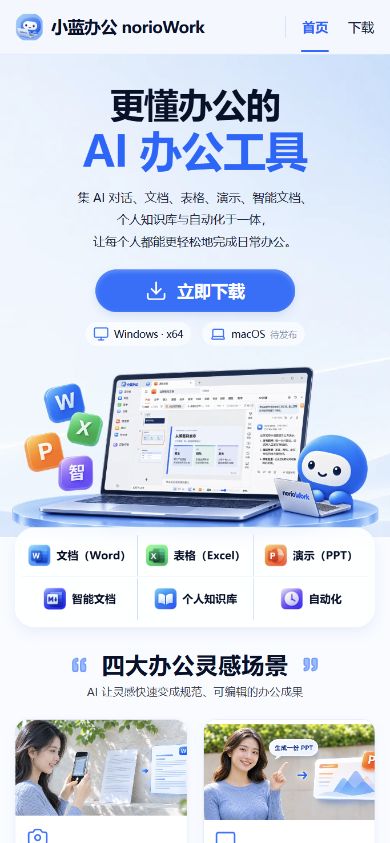 小蓝办公 norioWork
首页
下载
更懂办公的
AI 办公工具
集 AI 对话、文档、表格、演示、智能文档、
个人知识库与自动化于一体，
让每个人都能更轻松地完成日常办公。
立即下载
Windows · x64
macOS 待发布
W
X
P
智
norioWork
文档（Word）
表格（Excel）
演示（PPT）
智能文档
个人知识库
自动化
四大办公灵感场景
AI 让灵感快速变成规范、可编辑的办公成果
生成一份 PPT